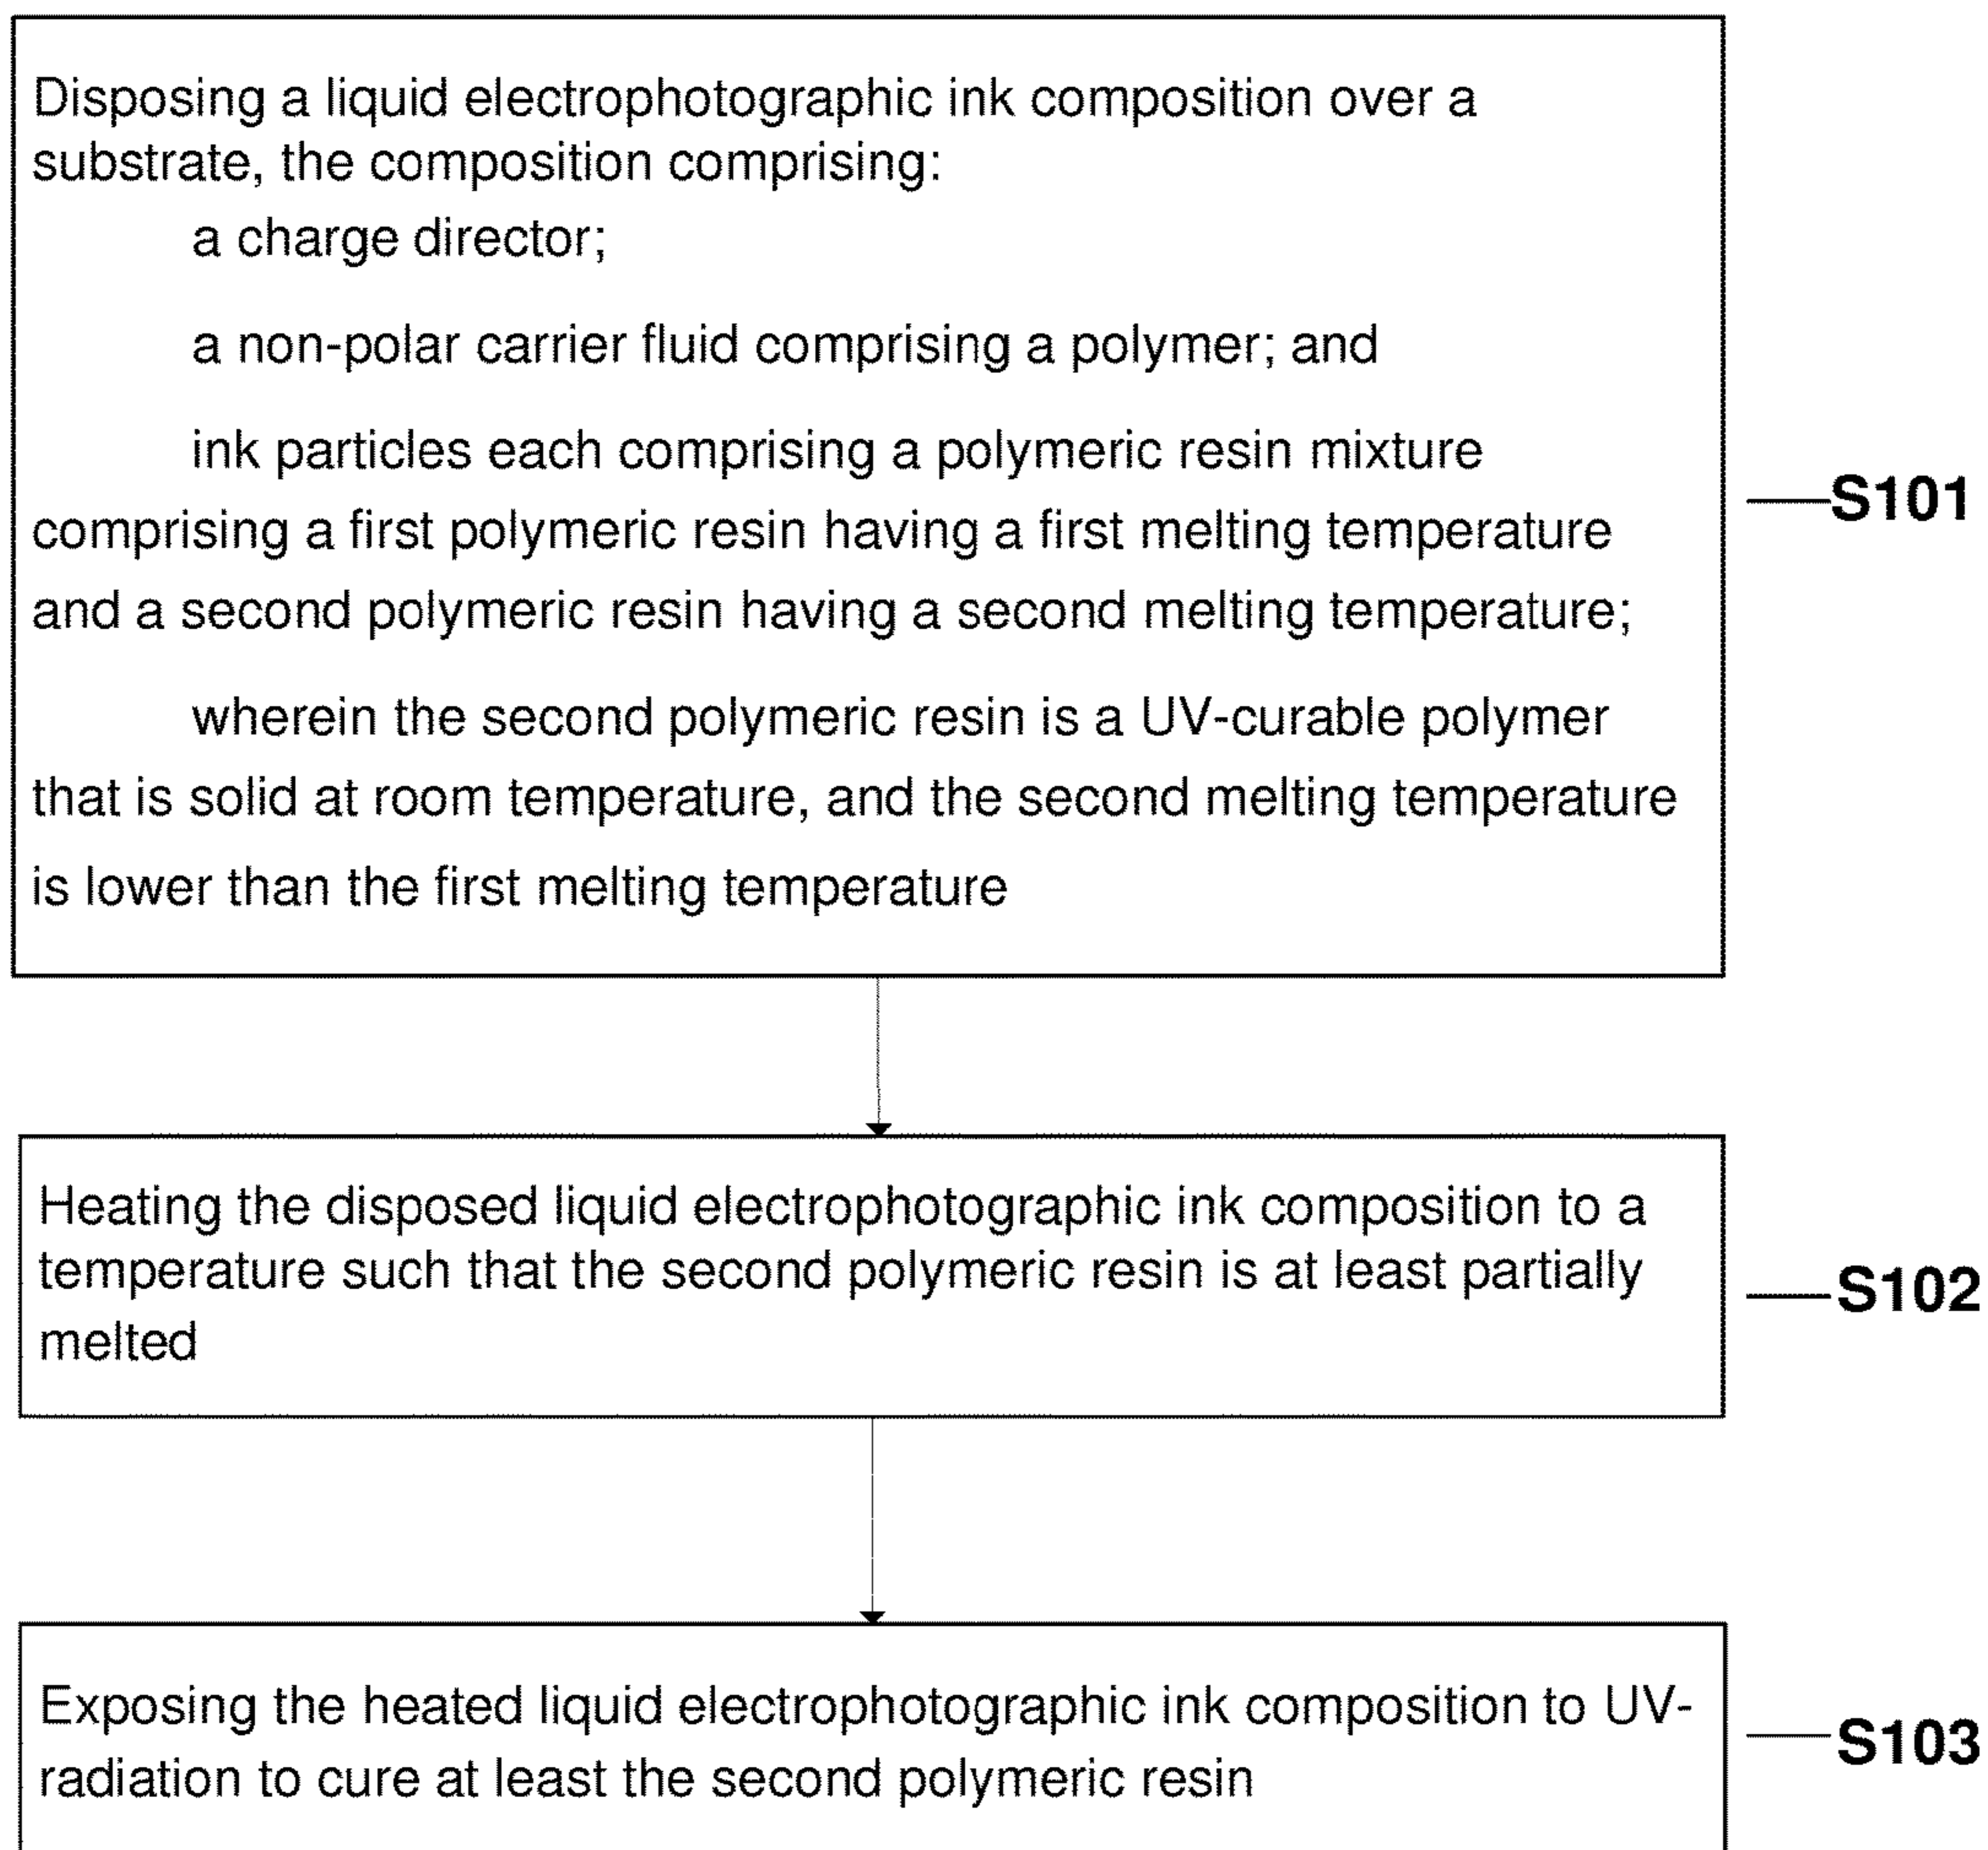 Disposing a liquid electrophotographic ink composition over a
substrate, the composition comprising:
a charge director;
a non-polar carrier fluid comprising a polymer; and
ink particles each comprising a polymeric resin mixture
comprising a first polymeric resin having a first melting temperature
and a second polymeric resin having a second melting temperature;
wherein the second polymeric resin is a UV-curable polymer
that is solid at room temperature, and the second melting temperature
is lower than the first melting temperature
S101
Heating the disposed liquid electrophotographic ink composition to a
temperature such that the second polymeric resin is at least partially
melted
S102
Exposing the heated liquid electrophotographic ink composition to UV-
radiation to cure at least the second polymeric resin
S103